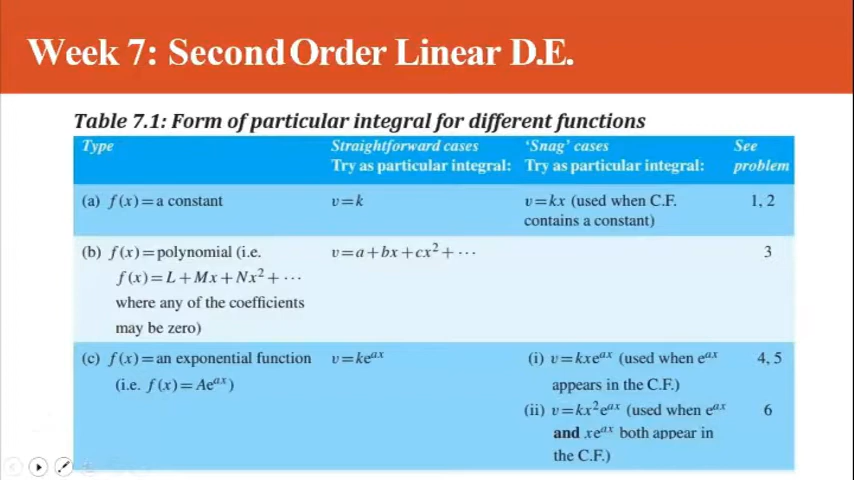 Week 7: Second Order Linear D.E.
Table 7.1: Form of particular integral for different functions
Type Straightforward cases 'Snag' cases See
Try as particular integral: Try as particular integral: problem
(a) f(x)=a constant v=k v=kx (used when C.F. 1, 2
contains a constant)
(b) f(x)=polynomial (i.e. v=a+bx+cx²+⋯ 3
f(x)=L+Mx+Nx²+⋯
where any of the coefficients
may be zero)
(c) f(x)=an exponential function v=ke^{ax} (i) v=kxe^{ax} (used when e^{ax} 4, 5
(i.e. f(x)=Ae^{ax}) appears in the C.F.)
(ii) v=kx²e^{ax} (used when e^{ax} 6
and xe^{ax} both appear in
the C.F.)